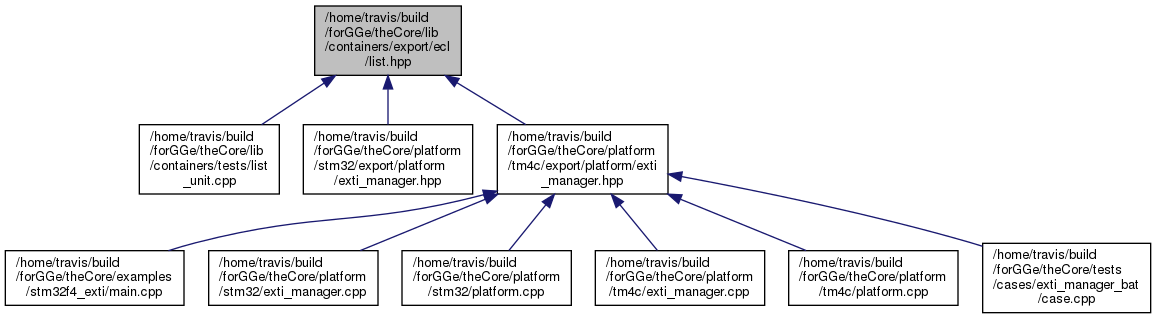 /home/travis/build
/forGGe/theCore/lib
/containers/export/ecl
/list.hpp
/home/travis/build
/forGGe/theCore/lib
/containers/tests/list
_unit.cpp
/home/travis/build
/forGGe/theCore/platform
/stm32/export/platform
/exti_manager.hpp
/home/travis/build
/forGGe/theCore/platform
/tm4c/export/platform/exti
_manager.hpp
/home/travis/build
/forGGe/theCore/examples
/stm32f4_exti/main.cpp
/home/travis/build
/forGGe/theCore/platform
/stm32/exti_manager.cpp
/home/travis/build
/forGGe/theCore/platform
/stm32/platform.cpp
/home/travis/build
/forGGe/theCore/platform
/tm4c/exti_manager.cpp
/home/travis/build
/forGGe/theCore/platform
/tm4c/platform.cpp
/home/travis/build
/forGGe/theCore/tests
/cases/exti_manager_bat
/case.cpp